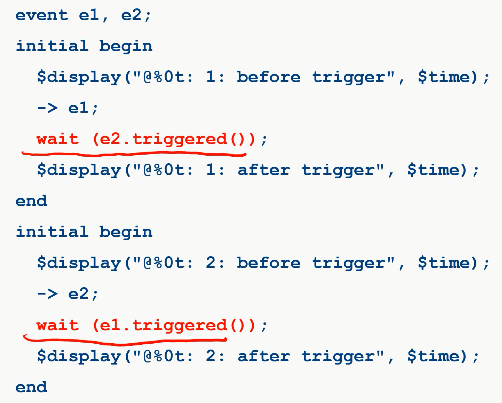 event e1, e2;
initial begin
$display("@%0t: 1: before trigger", $time);
-> e1;
wait (e2.triggered());
$display("@%0t: 1: after trigger", $time);
end
initial begin
$display("@%0t: 2: before trigger", $time);
-> e2;
wait (e1.triggered());
$display("@%0t: 2: after trigger", $time);
end